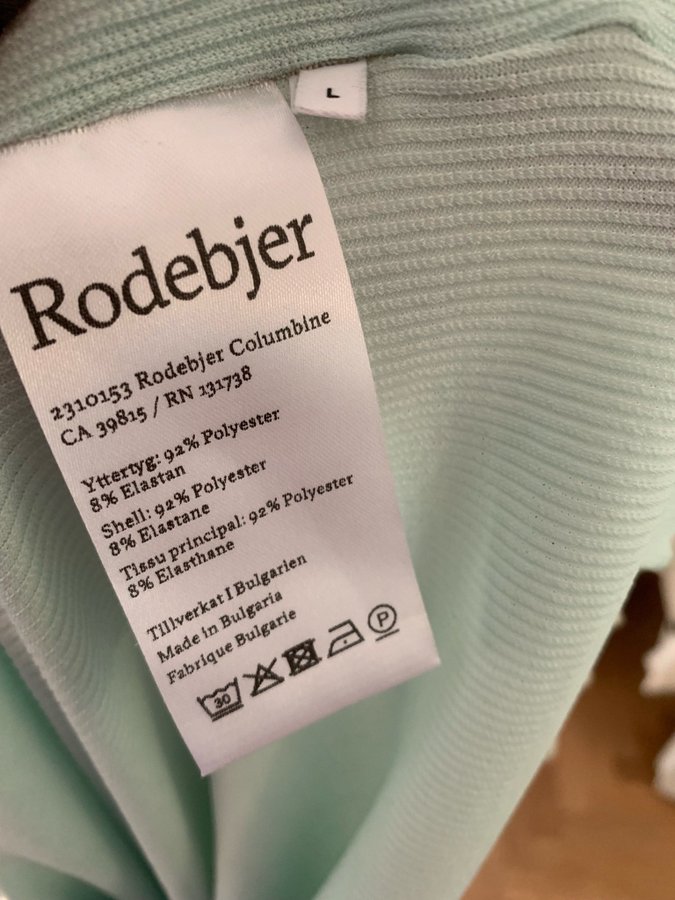 L
Rodebjer
2310153 Rodebjer Columbine
CA 39815 / RN 131738
Yttertyg: 92% Polyester
8% Elastan
Shell: 92% Polyester
8% Elastane
Tissu principal: 92% Polyester
8% Elasthane
Tillverkat I Bulgarien
Made in Bulgaria
Fabrique Bulgarie
30 P